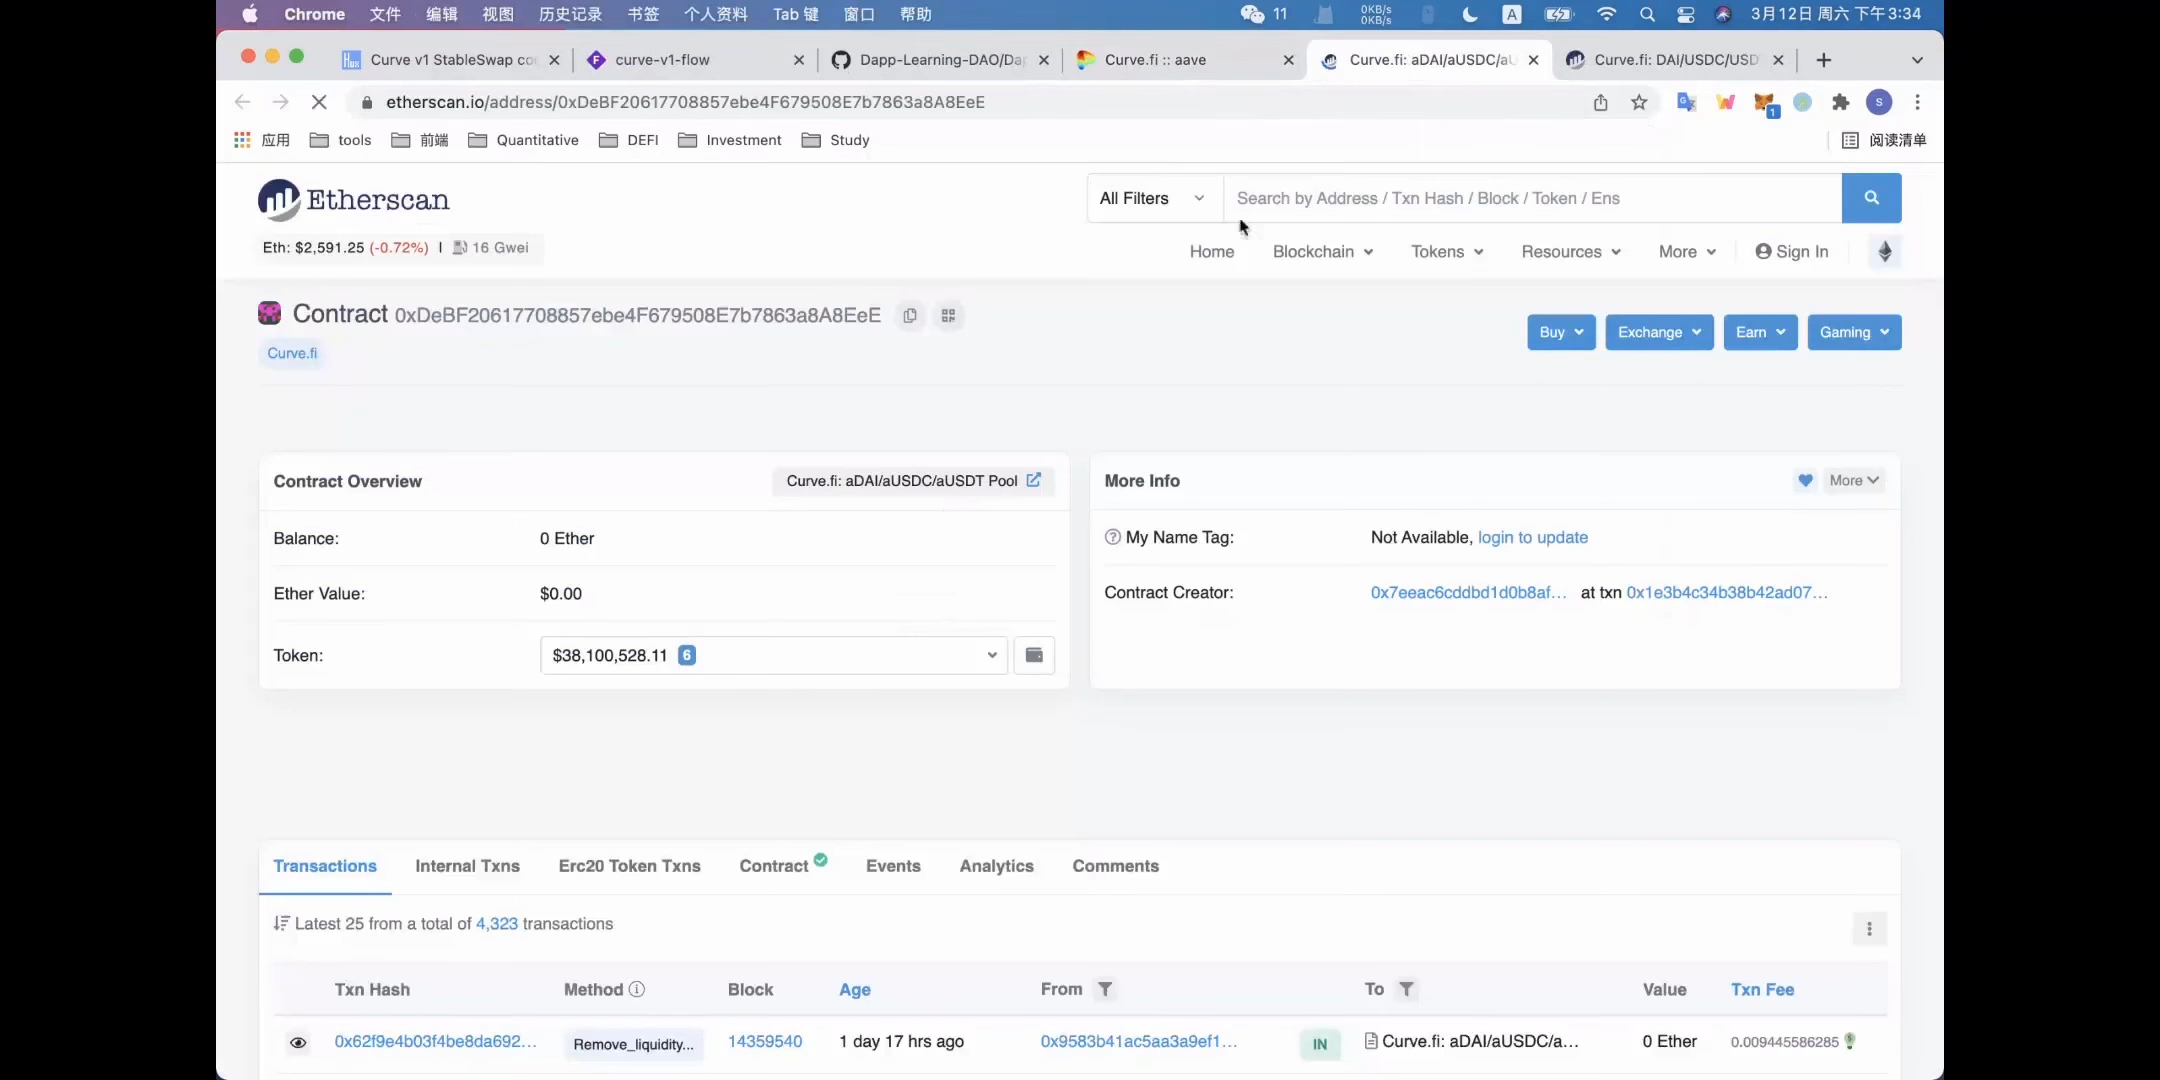 Chrome 文件 编辑 视图 历史记录 书签 个人资料 Tab 键 窗口 帮助 11 0KB/s 0KB/s A 3月12日 周六 下午3:34
Curve v1 StableSwap co curve-v1-flow Dapp-Learning-DAO/Da Curve.fi :: aave Curve.fi: aDAI/aUSDC/aU Curve.fi: DAI/USDC/USD
etherscan.io/address/0xDeBF20617708857ebe4F679508E7b7863a8A8EeE 1 S
应用 tools 前端 Quantitative DEFI Investment Study 阅读清单
Etherscan
All Filters Search by Address / Txn Hash / Block / Token / Ens
Eth: $2,591.25 (-0.72%) | 16 Gwei
Home Blockchain Tokens Resources More Sign In
Contract 0xDeBF20617708857ebe4F679508E7b7863a8A8EeE
Buy Exchange Earn Gaming
Curve.fi
Contract Overview Curve.fi: aDAI/aUSDC/aUSDT Pool
Balance: 0 Ether
Ether Value: $0.00
Token: $38,100,528.11 6
More Info More
My Name Tag: Not Available, login to update
Contract Creator: 0x7eeac6cddbd1d0b8af... at txn 0x1e3b4c34b38b42ad07...
Transactions Internal Txns Erc20 Token Txns Contract Events Analytics Comments
Latest 25 from a total of 4,323 transactions
Txn Hash Method Block Age From To Value Txn Fee
0x62f9e4b03f4be8da692... Remove_liquidity... 14359540 1 day 17 hrs ago 0x9583b41ac5aa3a9ef1... IN Curve.fi: aDAI/aUSDC/a... 0 Ether 0.009445586285